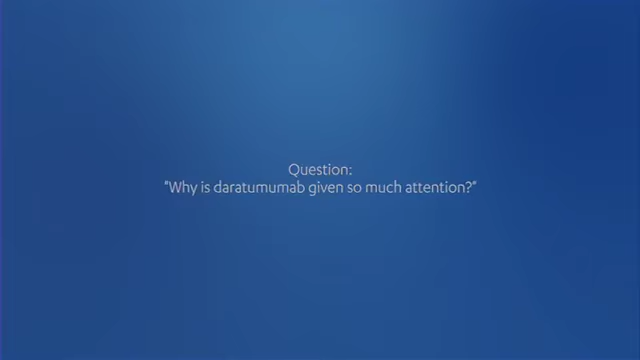 Question:
"Why is daratumumab given so much attention?"